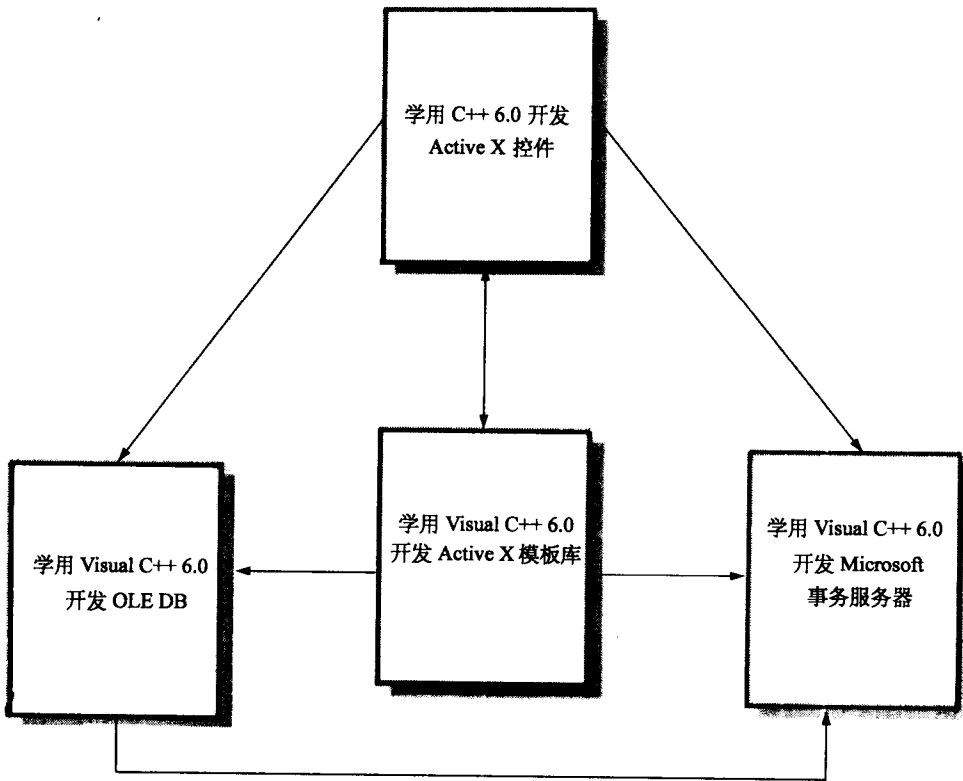 学用 C++ 6.0 开发
Active X 控件
学用 Visual C++ 6.0
开发 OLE DB
学用 Visual C++ 6.0
开发 Active X 模板库
学用 Visual C++ 6.0
开发 Microsoft
事务服务器